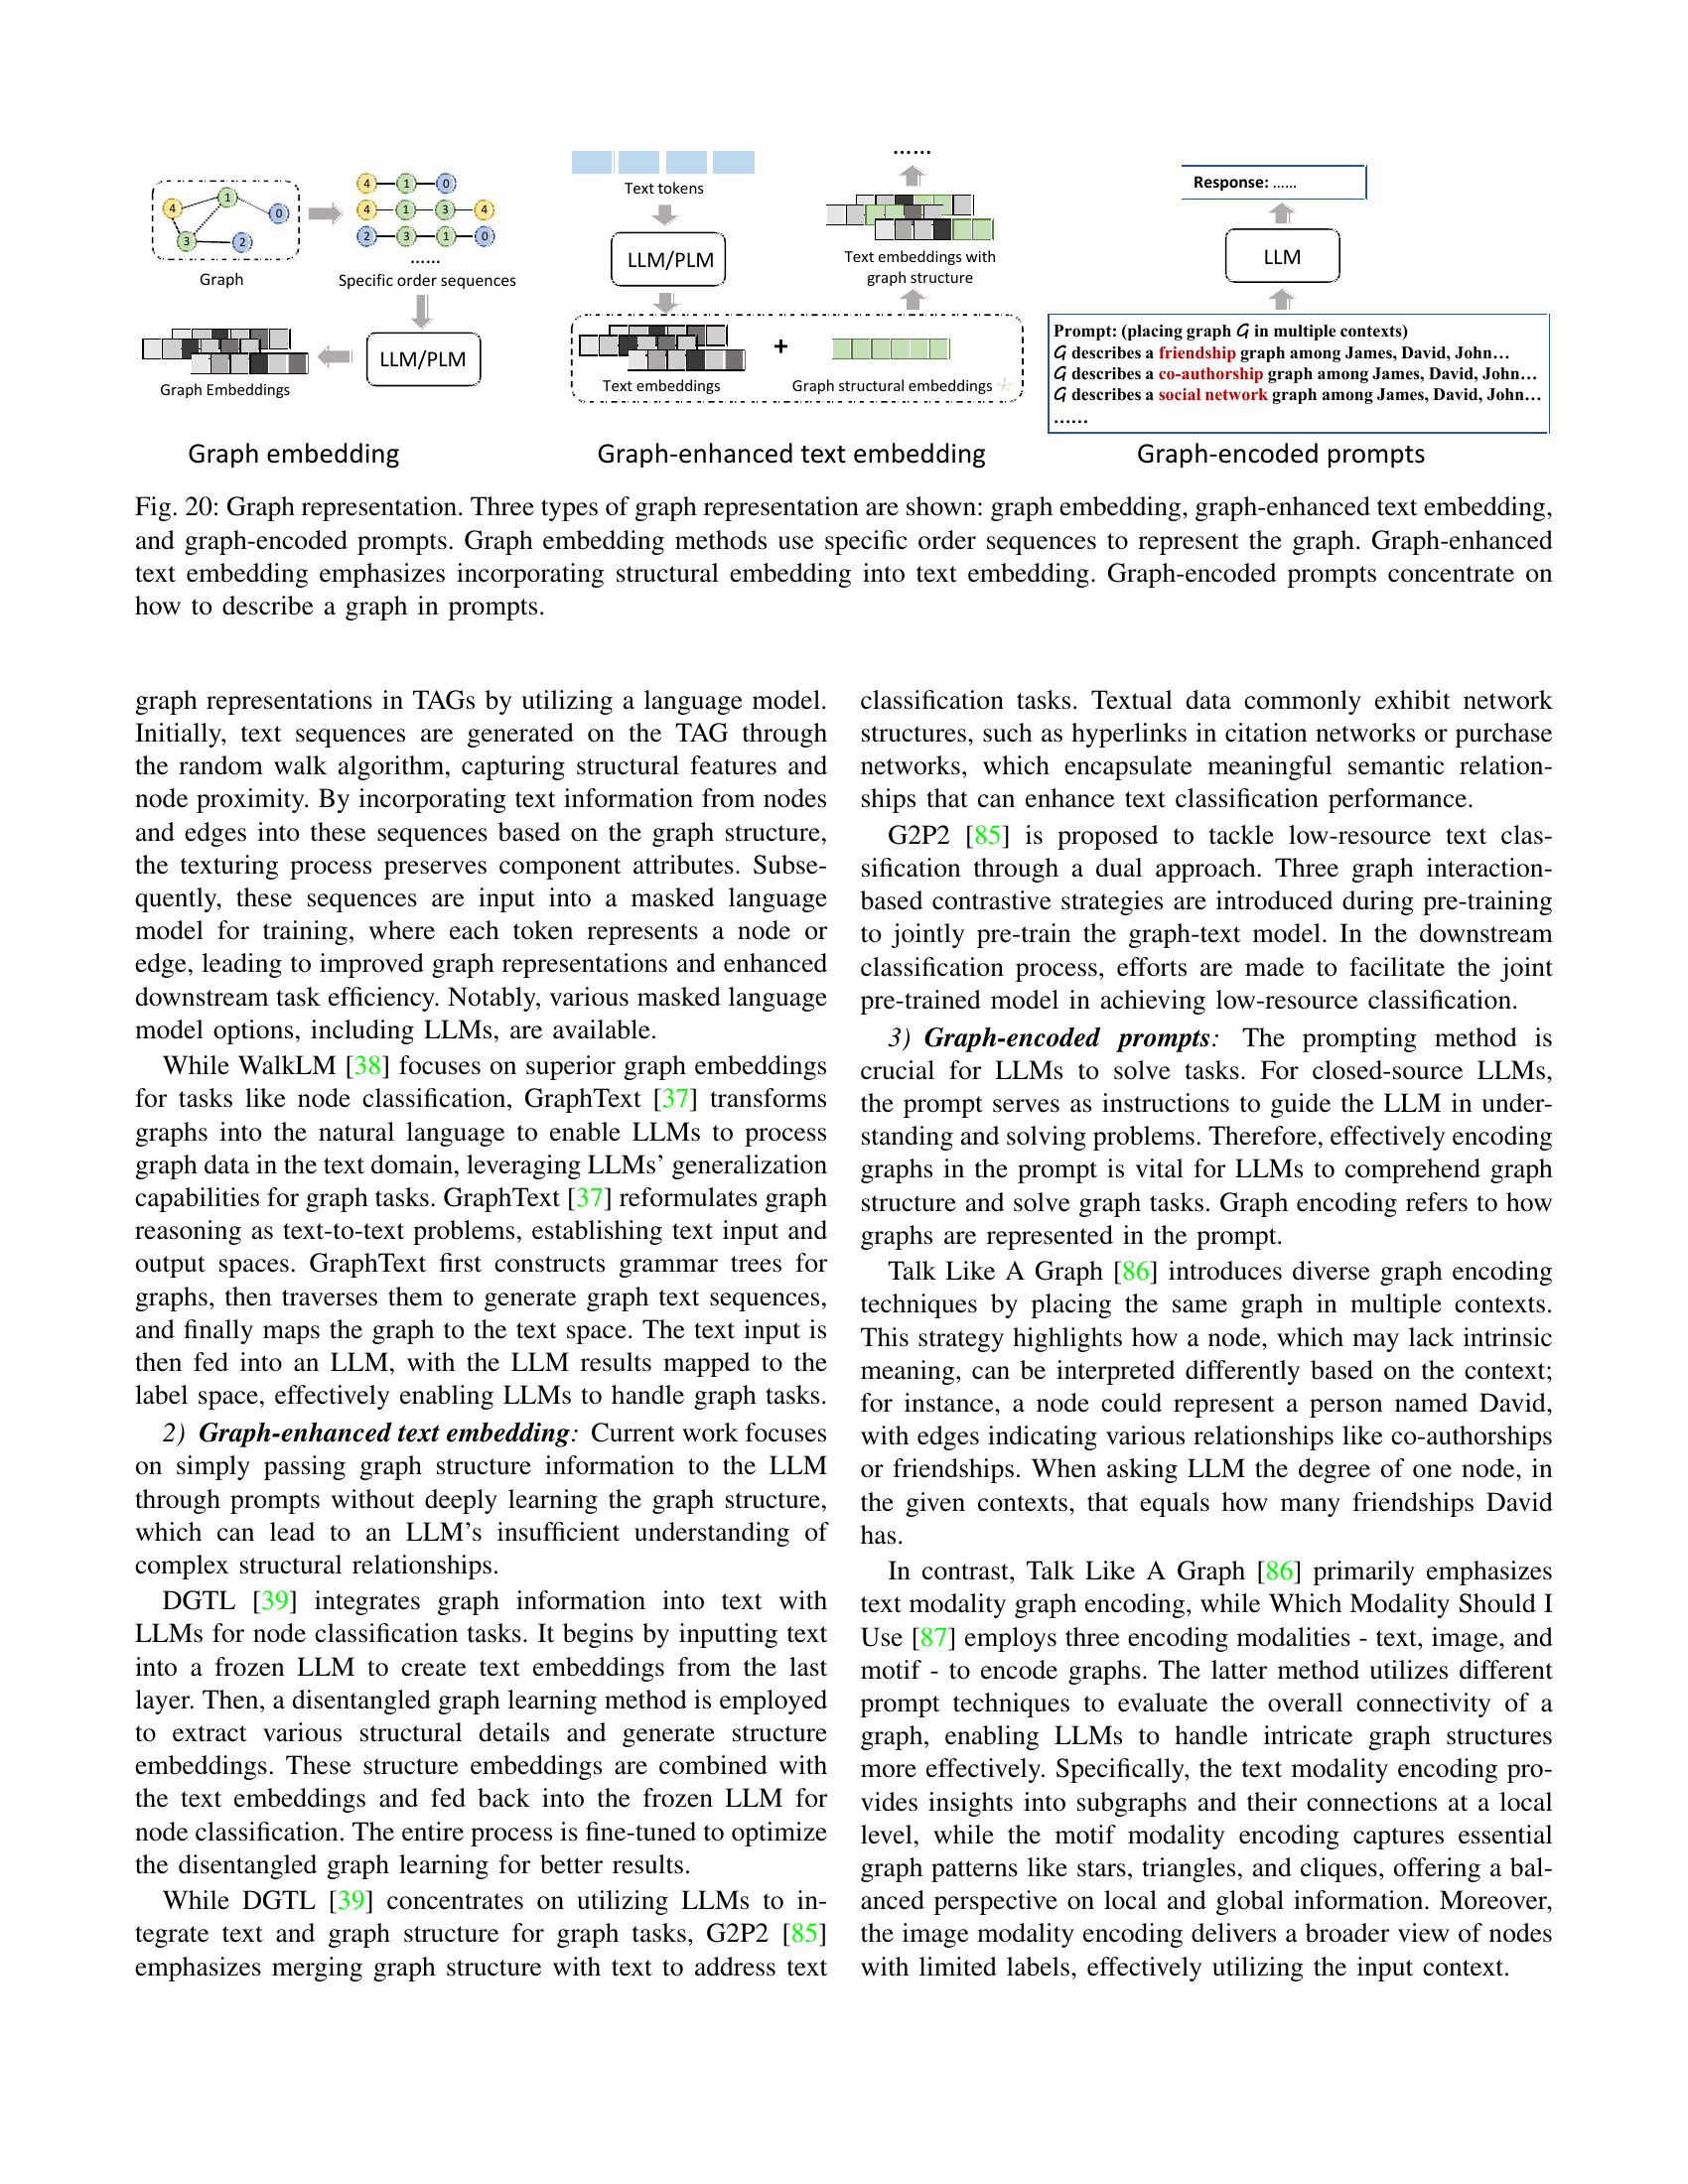 4 1 0
4 1 3 4
2 3 1 0
......
4 1 0 3 2
Graph
Specific order sequences
LLM/PLM
Graph Embeddings
Graph embedding
Text tokens
LLM/PLM
Text embeddings
+
Graph structural embeddings
Text embeddings with
graph structure
......
Graph-enhanced text embedding
Response: ......
LLM
Prompt: (placing graph G in multiple contexts)
G describes a friendship graph among James, David, John...
G describes a co-authorship graph among James, David, John...
G describes a social network graph among James, David, John...
......
Graph-encoded prompts
Fig. 20: Graph representation. Three types of graph representation are shown: graph embedding, graph-enhanced text embedding,
and graph-encoded prompts. Graph embedding methods use specific order sequences to represent the graph. Graph-enhanced
text embedding emphasizes incorporating structural embedding into text embedding. Graph-encoded prompts concentrate on
how to describe a graph in prompts.
graph representations in TAGs by utilizing a language model.
Initially, text sequences are generated on the TAG through
the random walk algorithm, capturing structural features and
node proximity. By incorporating text information from nodes
and edges into these sequences based on the graph structure,
the texturing process preserves component attributes. Subse-
quently, these sequences are input into a masked language
model for training, where each token represents a node or
edge, leading to improved graph representations and enhanced
downstream task efficiency. Notably, various masked language
model options, including LLMs, are available.
While WalkLM [38] focuses on superior graph embeddings
for tasks like node classification, GraphText [37] transforms
graphs into the natural language to enable LLMs to process
graph data in the text domain, leveraging LLMs' generalization
capabilities for graph tasks. GraphText [37] reformulates graph
reasoning as text-to-text problems, establishing text input and
output spaces. GraphText first constructs grammar trees for
graphs, then traverses them to generate graph text sequences,
and finally maps the graph to the text space. The text input is
then fed into an LLM, with the LLM results mapped to the
label space, effectively enabling LLMs to handle graph tasks.
2) Graph-enhanced text embedding: Current work focuses
on simply passing graph structure information to the LLM
through prompts without deeply learning the graph structure,
which can lead to an LLM's insufficient understanding of
complex structural relationships.
DGTL [39] integrates graph information into text with
LLMs for node classification tasks. It begins by inputting text
into a frozen LLM to create text embeddings from the last
layer. Then, a disentangled graph learning method is employed
to extract various structural details and generate structure
embeddings. These structure embeddings are combined with
the text embeddings and fed back into the frozen LLM for
node classification. The entire process is fine-tuned to optimize
the disentangled graph learning for better results.
While DGTL [39] concentrates on utilizing LLMs to in-
tegrate text and graph structure for graph tasks, G2P2 [85]
emphasizes merging graph structure with text to address text
classification tasks. Textual data commonly exhibit network
structures, such as hyperlinks in citation networks or purchase
networks, which encapsulate meaningful semantic relation-
ships that can enhance text classification performance.
G2P2 [85] is proposed to tackle low-resource text clas-
sification through a dual approach. Three graph interaction-
based contrastive strategies are introduced during pre-training
to jointly pre-train the graph-text model. In the downstream
classification process, efforts are made to facilitate the joint
pre-trained model in achieving low-resource classification.
3) Graph-encoded prompts: The prompting method is
crucial for LLMs to solve tasks. For closed-source LLMs,
the prompt serves as instructions to guide the LLM in under-
standing and solving problems. Therefore, effectively encoding
graphs in the prompt is vital for LLMs to comprehend graph
structure and solve graph tasks. Graph encoding refers to how
graphs are represented in the prompt.
Talk Like A Graph [86] introduces diverse graph encoding
techniques by placing the same graph in multiple contexts.
This strategy highlights how a node, which may lack intrinsic
meaning, can be interpreted differently based on the context;
for instance, a node could represent a person named David,
with edges indicating various relationships like co-authorships
or friendships. When asking LLM the degree of one node, in
the given contexts, that equals how many friendships David
has.
In contrast, Talk Like A Graph [86] primarily emphasizes
text modality graph encoding, while Which Modality Should I
Use [87] employs three encoding modalities - text, image, and
motif - to encode graphs. The latter method utilizes different
prompt techniques to evaluate the overall connectivity of a
graph, enabling LLMs to handle intricate graph structures
more effectively. Specifically, the text modality encoding pro-
vides insights into subgraphs and their connections at a local
level, while the motif modality encoding captures essential
graph patterns like stars, triangles, and cliques, offering a bal-
anced perspective on local and global information. Moreover,
the image modality encoding delivers a broader view of nodes
with limited labels, effectively utilizing the input context.